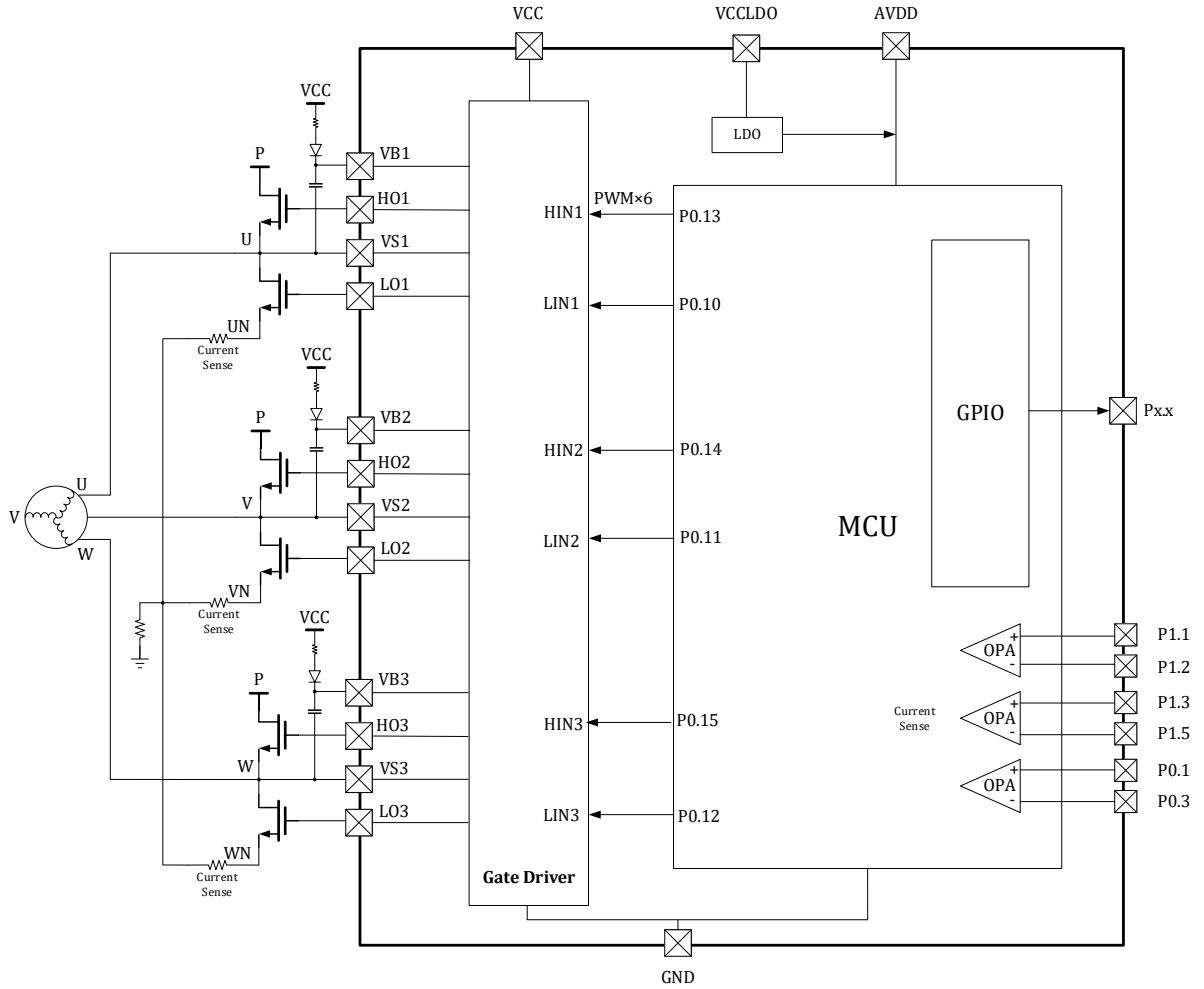 VCC
VCCLDO
AVDD
VCC
LDO
P
VB1
HO1
HIN1
PWM×6
P0.13
U
VS1
LO1
LIN1
P0.10
UN
Current
Sense
VCC
GPIO
Px.x
P
VB2
HO2
HIN2
P0.14
U
V
V
VS2
MCU
W
LO2
LIN2
P0.11
VN
Current
Sense
VCC
P1.1
+
OPA
-
P1.2
P
VB3
P1.3
HO3
HIN3
P0.15
Current
Sense
+
OPA
-
P1.5
W
VS3
P0.1
+
OPA
-
P0.3
LO3
LIN3
P0.12
WN
Current
Sense
Gate Driver
GND